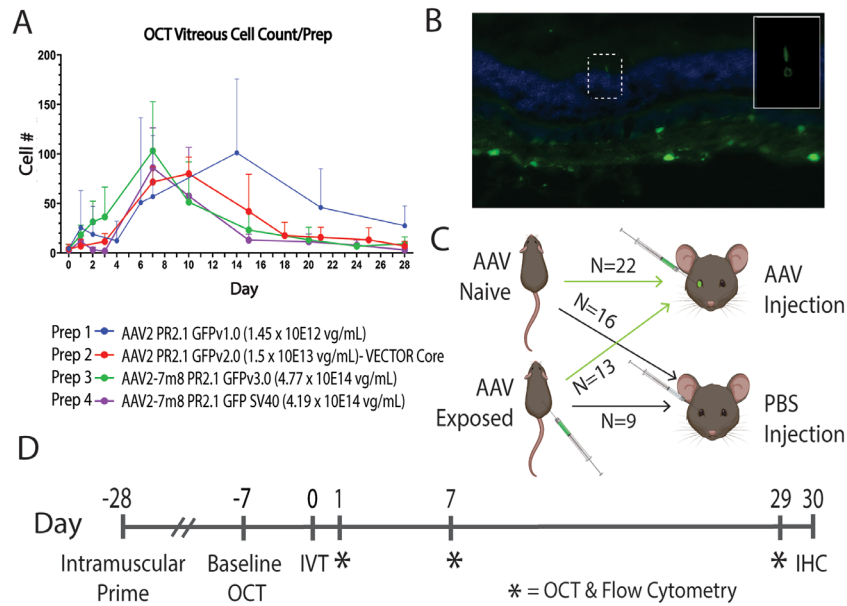 A
OCT Vitreous Cell Count/Prep
Cell #
200
150
100
50
0
0 2 4 6 8 10 12 14 16 18 20 22 24 26 28
Day
Prep 1 AAV2 PR2.1 GFPv1.0 (1.45 x 10E12 vg/mL)
Prep 2 AAV2 PR2.1 GFPv2.0 (1.5 x 10E13 vg/mL)- VECTOR Core
Prep 3 AAV2-7m8 PR2.1 GFPv3.0 (4.77 x 10E14 vg/mL)
Prep 4 AAV2-7m8 PR2.1 GFP SV40 (4.19 x 10E14 vg/mL)
B
C
AAV
Naive
N=22
N=16
AAV
Injection
AAV
Exposed
N=13
N=9
PBS
Injection
D
Day
-28 -7 0 1 7 29 30
Intramuscular
Prime
Baseline
OCT
IVT * * * IHC
* = OCT & Flow Cytometry